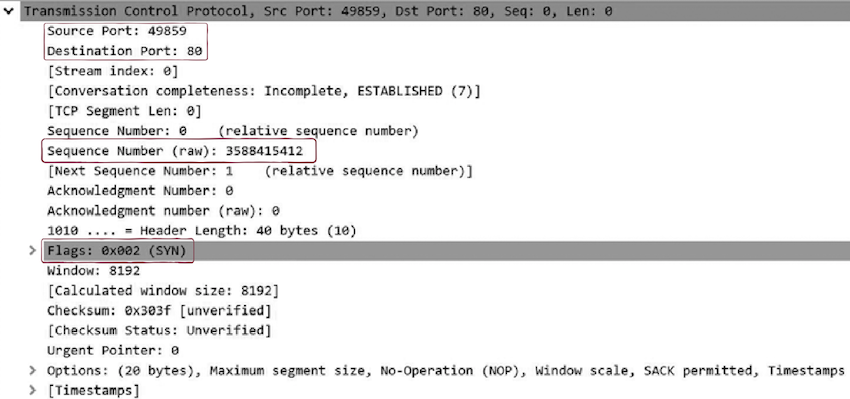 Transmission Control Protocol, Src Port: 49859, Dst Port: 80, Seq: 0, Len: 0
Source Port: 49859
Destination Port: 80
[Stream index: 0]
[Conversation completeness: Incomplete, ESTABLISHED (7)]
[TCP Segment Len: 0]
Sequence Number: 0    (relative sequence number)
Sequence Number (raw): 3588415412
[Next Sequence Number: 1    (relative sequence number)]
Acknowledgment Number: 0
Acknowledgment number (raw): 0
1010 .... = Header Length: 40 bytes (10)
Flags: 0x002 (SYN)
Window: 8192
[Calculated window size: 8192]
Checksum: 0x303f [unverified]
[Checksum Status: Unverified]
Urgent Pointer: 0
Options: (20 bytes), Maximum segment size, No-Operation (NOP), Window scale, SACK permitted, Timestamps
[Timestamps]